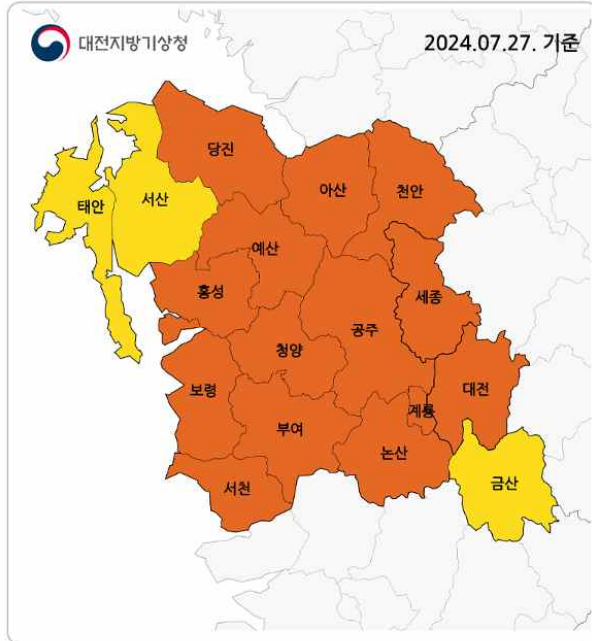 대전지방기상청
2024.07.27. 기준
당진
아산
천안
서산
태안
예산
홍성
세종
공주
청양
보령
대전
계룡
부여
논산
서천
금산